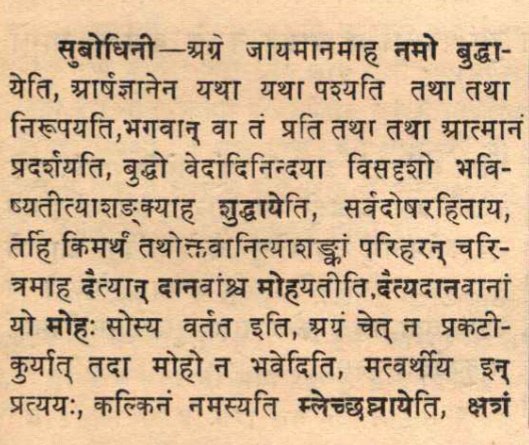 सुबोधिनी—अग्रे जायमानमाह नमो बुद्धा-
येति, आर्षज्ञानेन यथा यथा पश्यति तथा तथा
निरूपयति,भगवान् वा तं प्रति तथा तथा आत्मानं
प्रदर्शयति, बुद्धो वेदादिनिन्दया विसदृशो भवि-
ष्यतीत्याशङ्क्याह शुद्धायेति, सर्वदोषरहिताय,
तर्हि किमर्थं तथोक्तवानित्याशङ्कां परिहरन् चरि-
त्रमाह दैत्यान् दानवांश्च मोहयतीति,दैत्यदानवानां
यो मोहः सोस्य वर्तत इति, अयं चेत् न प्रकटी-
कुर्यात् तदा मोहो न भवेदिति, मत्वर्थीय इन्
प्रत्ययः, कल्किनं नमस्यति म्लेच्छघ्नायेति, क्षत्रं